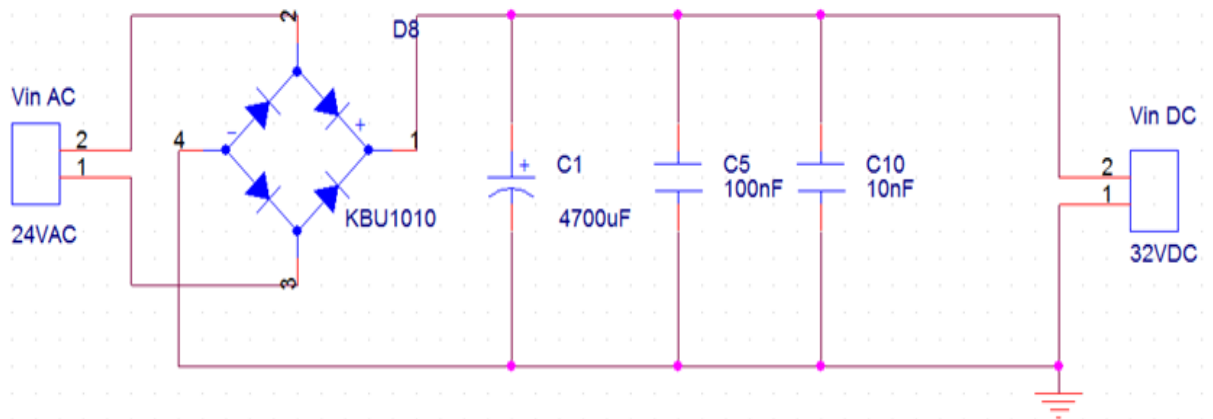 Vin AC
2
1
24VAC
2
D8
4
-
+
1
3
KBU1010
+
C1
4700uF
C5
100nF
C10
10nF
Vin DC
2
1
32VDC